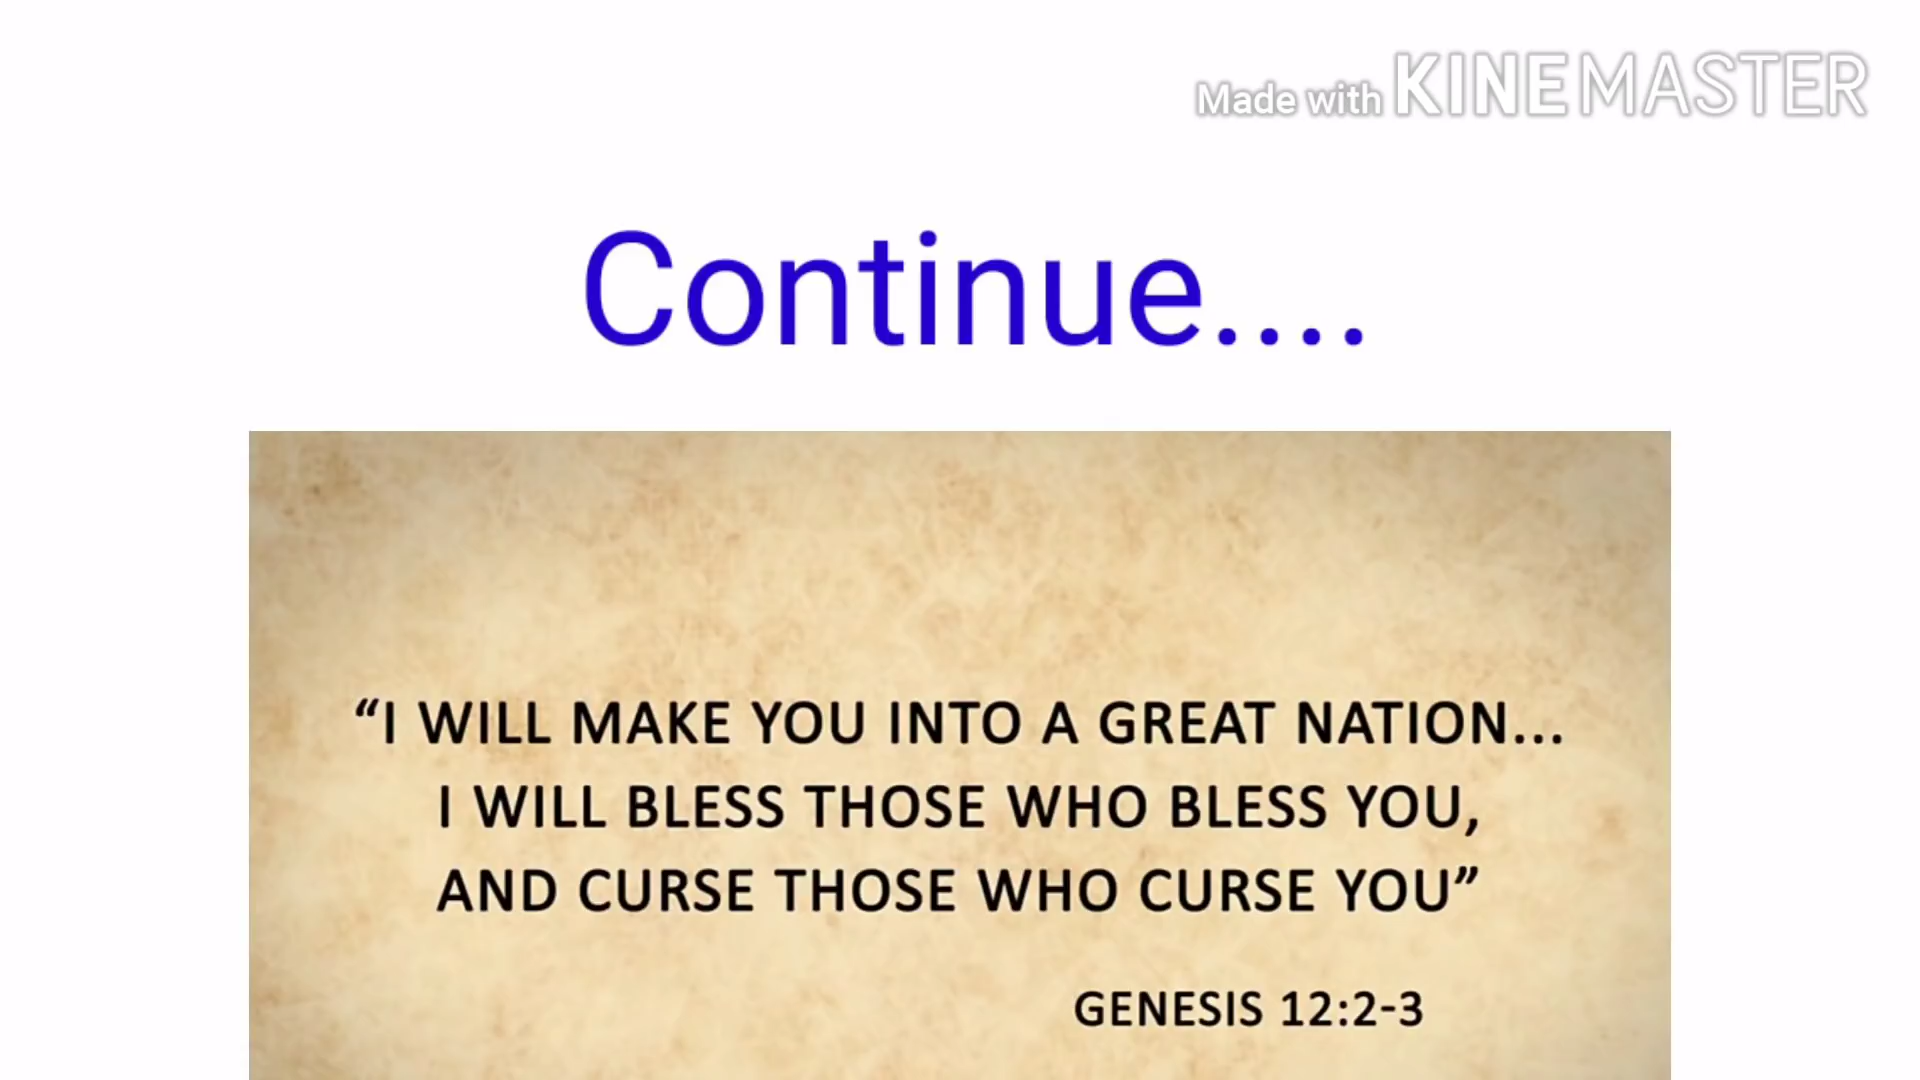 Made with KINEMASTER
Continue....
“I WILL MAKE YOU INTO A GREAT NATION...
I WILL BLESS THOSE WHO BLESS YOU,
AND CURSE THOSE WHO CURSE YOU”
GENESIS 12:2-3